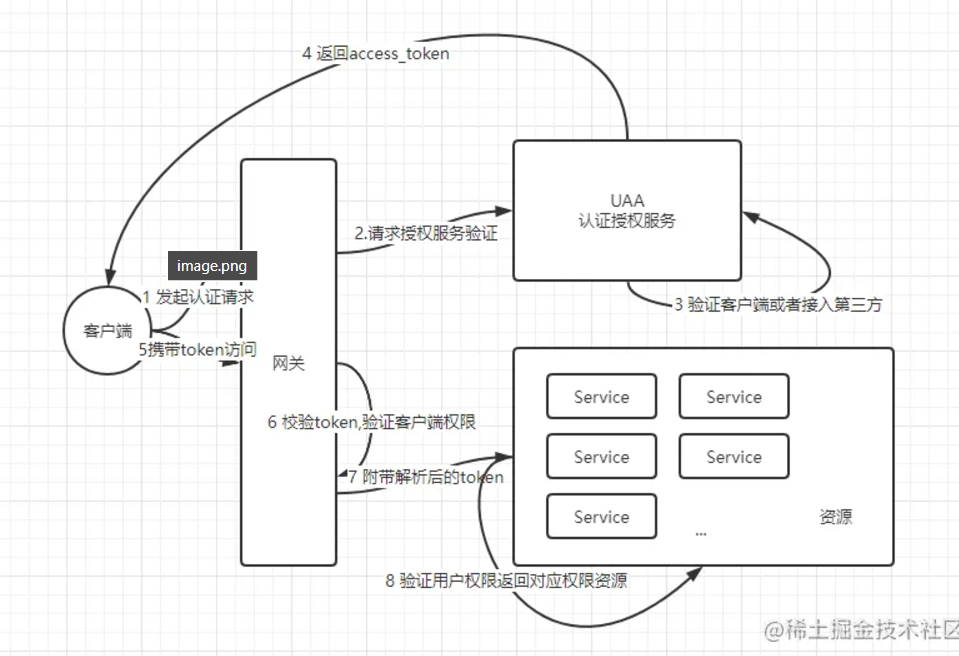 4 返回access_token
UAA
认证授权服务
2.请求授权服务验证
image.png
1 发起认证请求
3 验证客户端或者接入第三方
客户端
5携带token访问
网关
Service
Service
6 校验token,验证客户端权限
Service
Service
7 附带解析后的token
Service
...
资源
8 验证用户权限返回对应权限资源
@稀土掘金技术社区